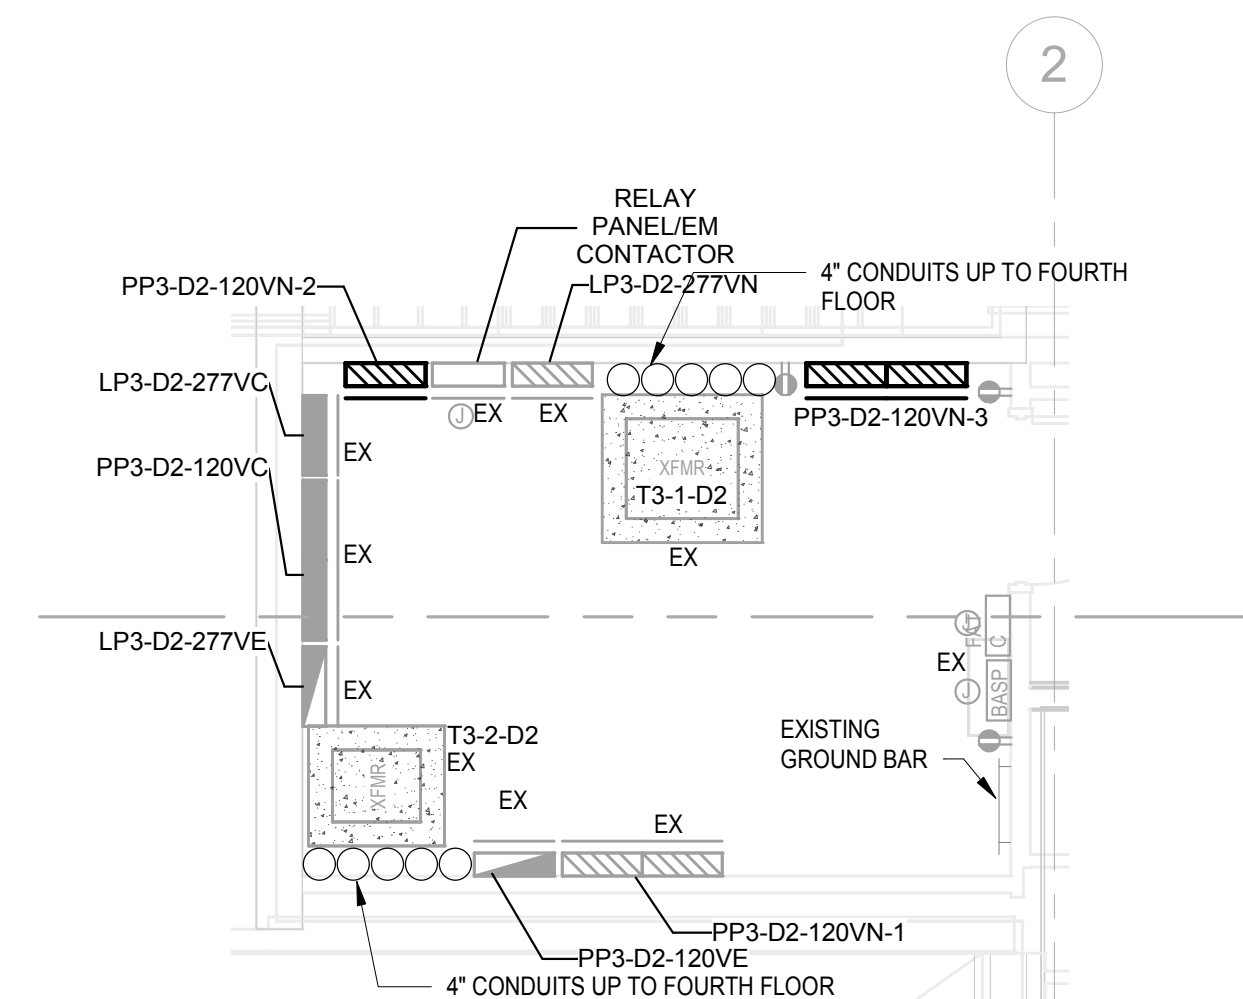 2
RELAY
PANEL/EM
CONTACTOR
4" CONDUITS UP TO FOURTH
FLOOR
PP3-D2-120VN-2
LP3-D2-277VN
LP3-D2-277VC
J EX
EX
PP3-D2-120VN-3
EX
PP3-D2-120VC
XFMR
T3-1-D2
EX
EX
LP3-D2-277VE
J
C
EX
EX
J
BASP
T3-2-D2
EX
XFMR
EXISTING
GROUND BAR
EX
EX
PP3-D2-120VN-1
PP3-D2-120VE
4" CONDUITS UP TO FOURTH FLOOR